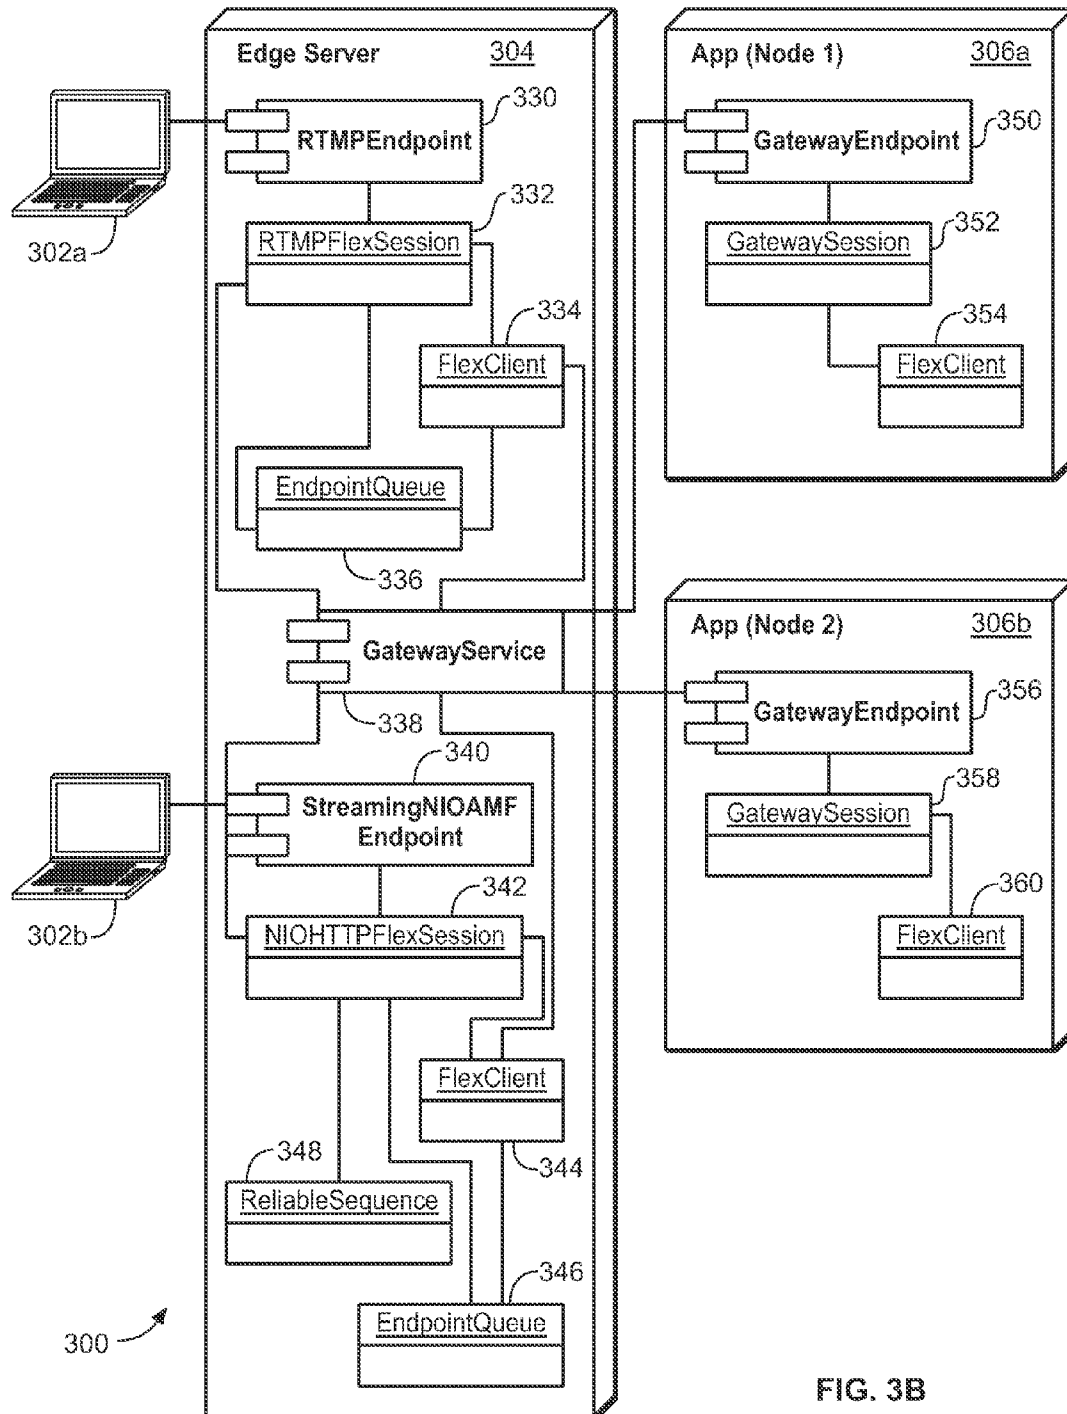 Edge Server 304
330
RTMPEndpoint
332
RTMPFlexSession
302a
334
FlexClient
EndpointQueue
336
GatewayService
338
340
StreamingNIOAMF
Endpoint
342
NIOHTTPFlexSession
302b
FlexClient
344
348
ReliableSequence
346
EndpointQueue
300
App (Node 1) 306a
GatewayEndpoint
350
GatewaySession
352
354
FlexClient
App (Node 2) 306b
GatewayEndpoint
356
358
GatewaySession
360
FlexClient
FIG. 3B